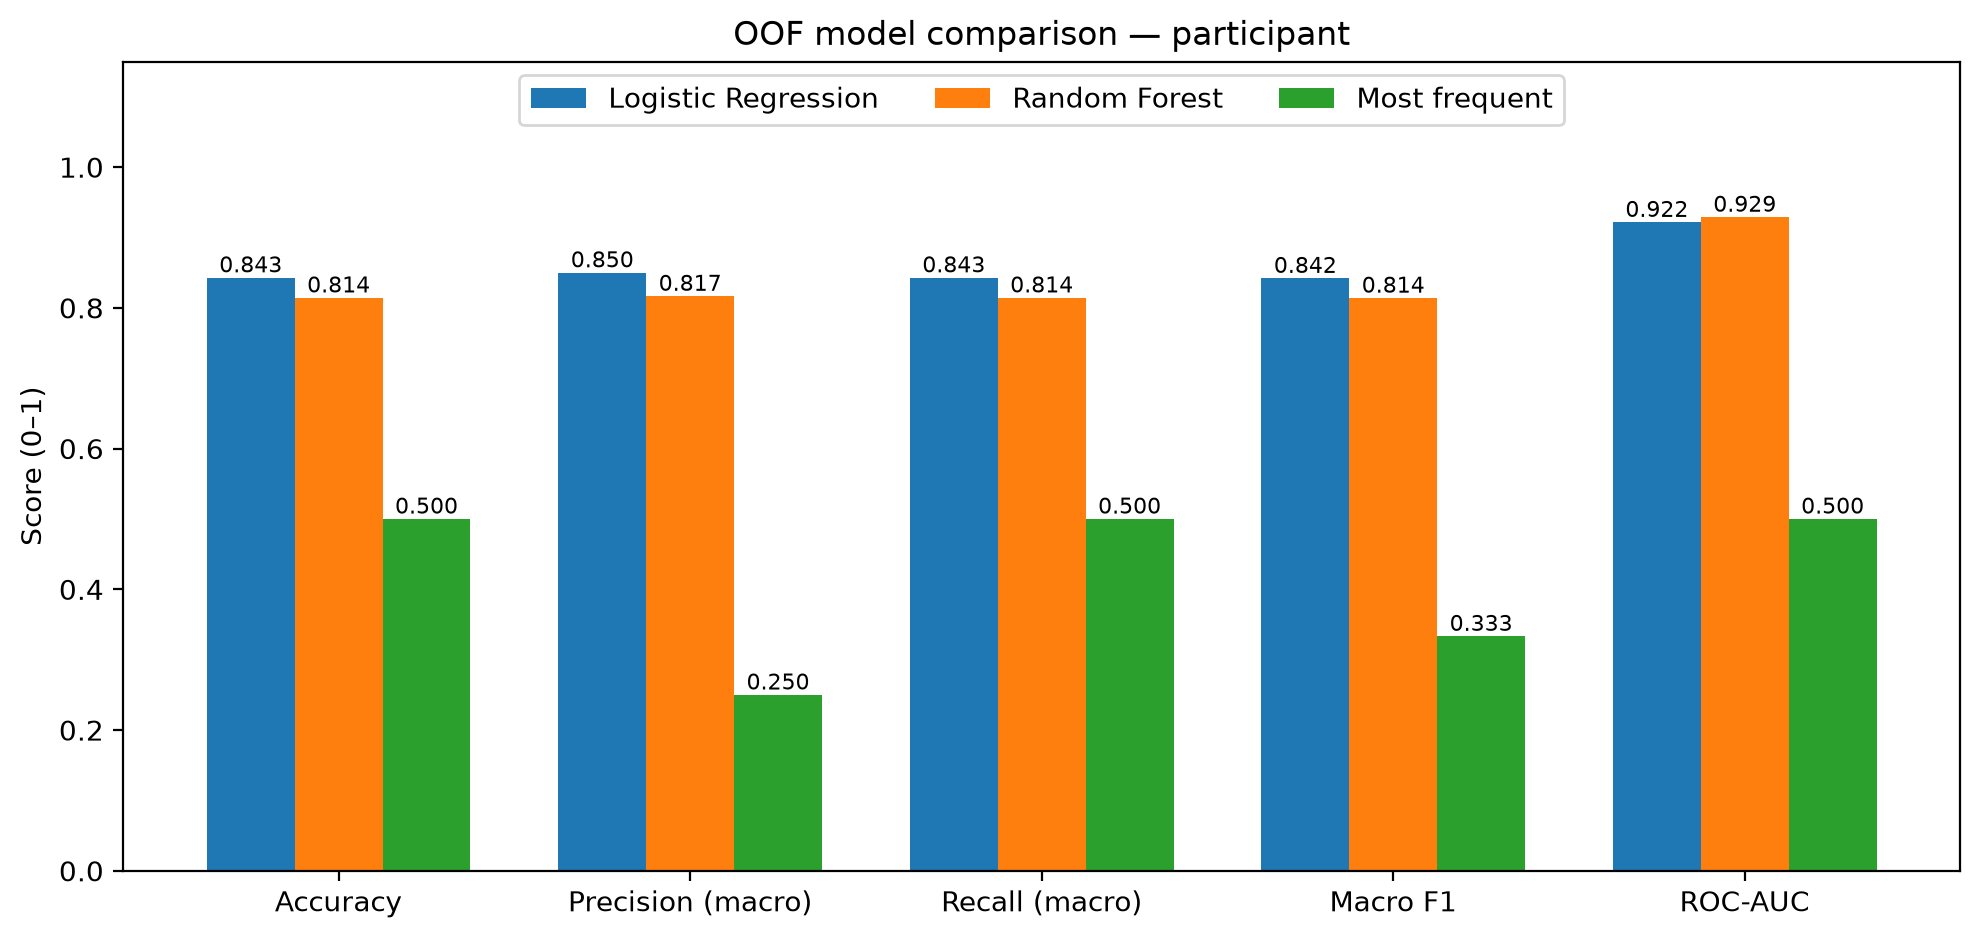 OOF model comparison — participant
Logistic Regression Random Forest Most frequent
Score (0–1)
1.0
0.8
0.6
0.4
0.2
0.0
0.843 0.814 0.500
0.850 0.817 0.250
0.843 0.814 0.500
0.842 0.814 0.333
0.922 0.929 0.500
Accuracy Precision (macro) Recall (macro) Macro F1 ROC-AUC